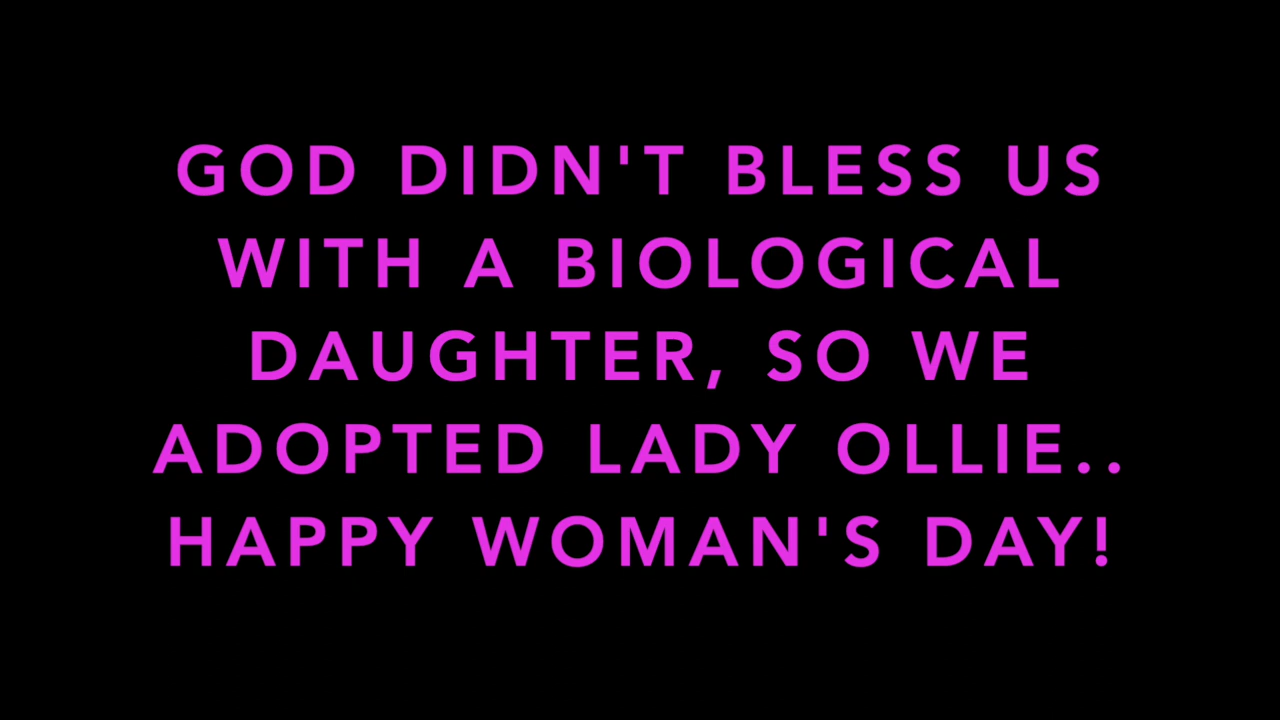 GOD DIDN'T BLESS US
WITH A BIOLOGICAL
DAUGHTER, SO WE
ADOPTED LADY OLLIE..
HAPPY WOMAN'S DAY!